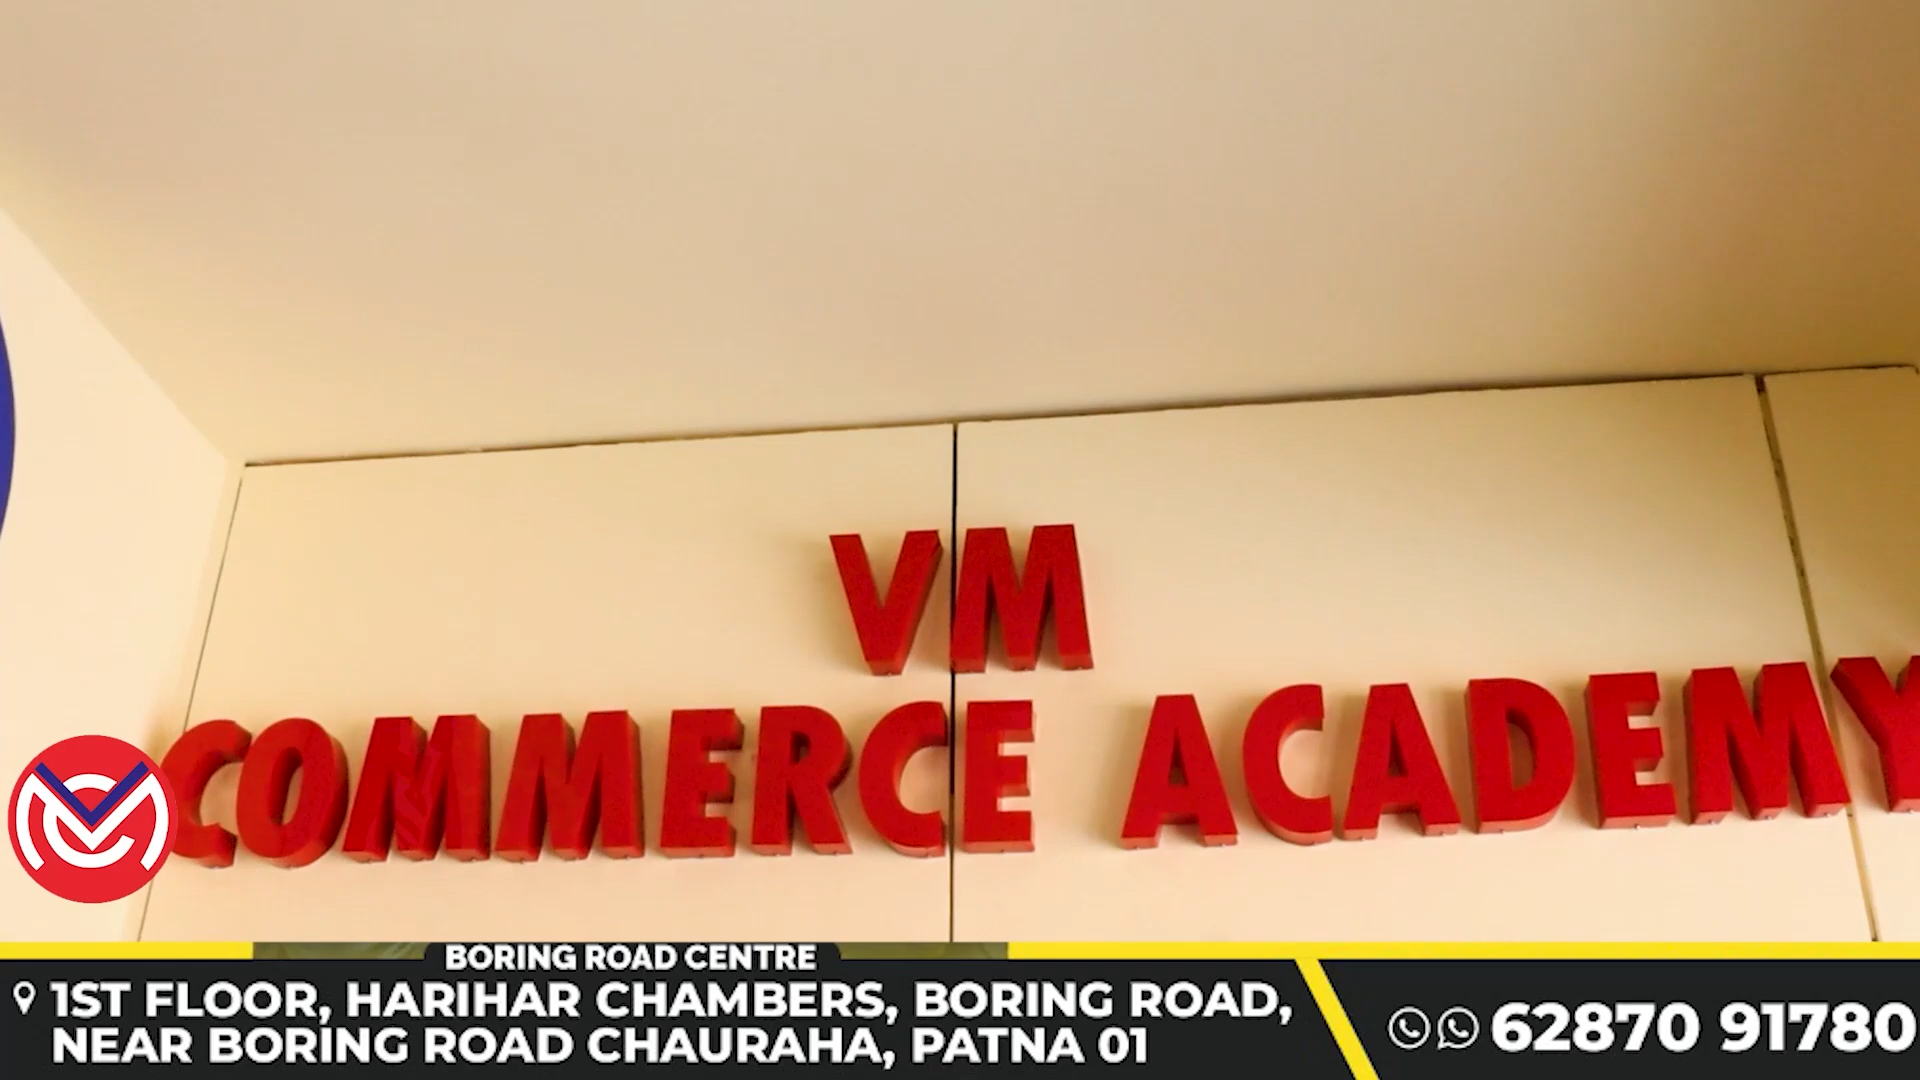 VM
COMMERCE ACADEMY
BORING ROAD CENTRE
1ST FLOOR, HARIHAR CHAMBERS, BORING ROAD,
NEAR BORING ROAD CHAURAHA, PATNA 01
62870 91780